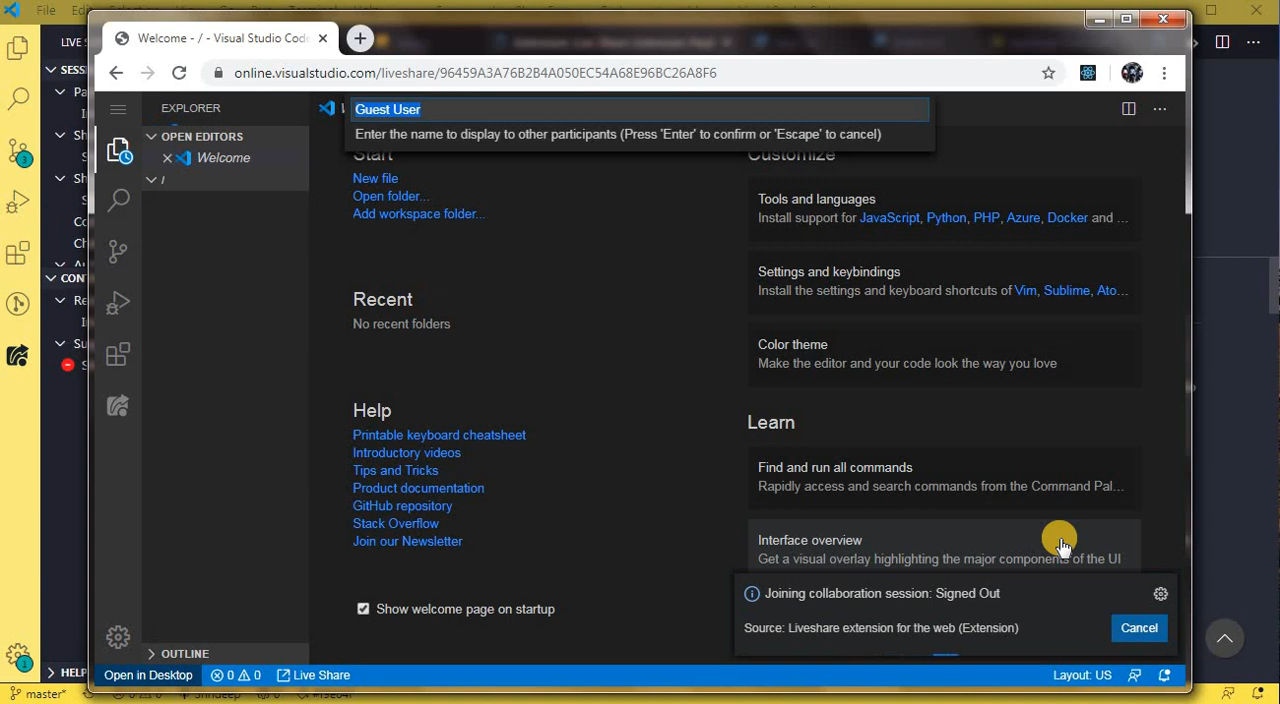 File
Welcome - / - Visual Studio Cod
online.visualstudio.com/liveshare/96459A3A76B2B4A050EC54A68E96BC26A8F6
LIVE S
SESS
EXPLORER
Guest User
Enter the name to display to other participants (Press 'Enter' to confirm or 'Escape' to cancel)
OPEN EDITORS
Welcome
/
Start
New file
Open folder...
Add workspace folder...
Recent
No recent folders
Help
Printable keyboard cheatsheet
Introductory videos
Tips and Tricks
Product documentation
GitHub repository
Stack Overflow
Join our Newsletter
Show welcome page on startup
Customize
Tools and languages
Install support for JavaScript, Python, PHP, Azure, Docker and ...
Settings and keybindings
Install the settings and keyboard shortcuts of Vim, Sublime, Ato...
Color theme
Make the editor and your code look the way you love
Learn
Find and run all commands
Rapidly access and search commands from the Command Pal...
Interface overview
Get a visual overlay highlighting the major components of the UI
Joining collaboration session: Signed Out
Source: Liveshare extension for the web (Extension)
Cancel
CONT
OUTLINE
HELP
Open in Desktop
0 0
Live Share
Layout: US
master*
3
1